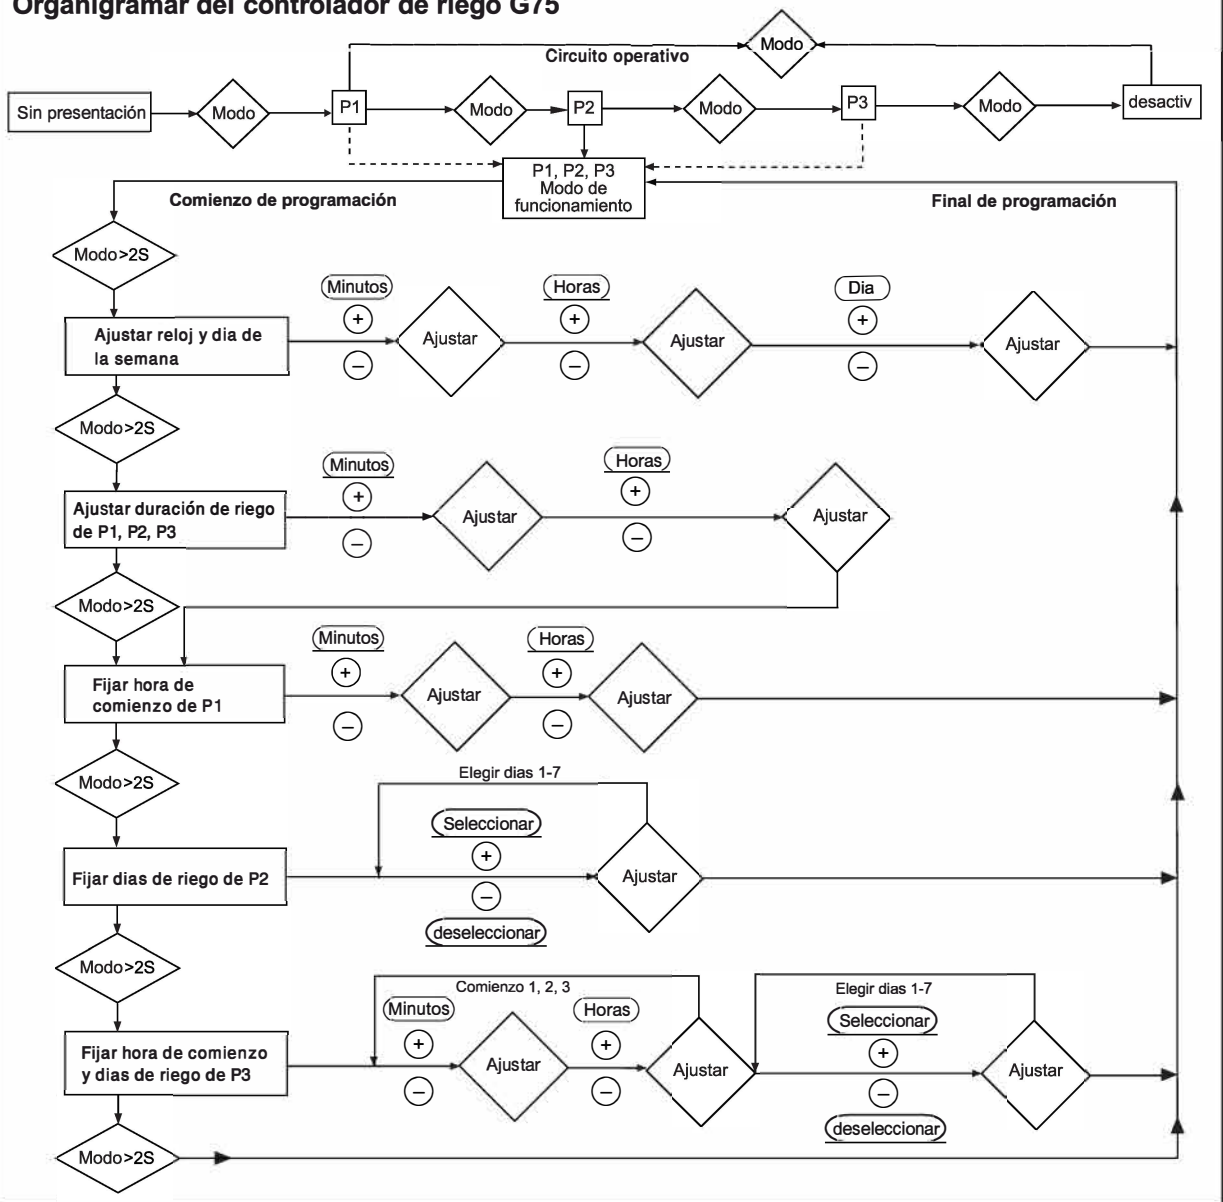 Organigramar del controlador de riego G75
Modo
Circuito operativo
Sin presentación
Modo
P1
Modo
P2
Modo
P3
Modo
desactiv
P1, P2, P3
Modo de
funcionamiento
Comienzo de programación
Final de programación
Modo>2S
Minutos
+
–
Ajustar
Horas
+
–
Ajustar
Dia
+
–
Ajustar
Ajustar reloj y dia de
la semana
Modo>2S
Minutos
+
–
Ajustar
Horas
+
–
Ajustar
Ajustar duración de riego
de P1, P2, P3
Modo>2S
Minutos
+
–
Ajustar
Horas
+
–
Ajustar
Fijar hora de
comienzo de P1
Modo>2S
Elegir dias 1-7
Seleccionar
+
–
deseleccionar
Ajustar
Fijar dias de riego de P2
Modo>2S
Comienzo 1, 2, 3
Minutos
+
–
Ajustar
Horas
+
–
Ajustar
Elegir dias 1-7
Seleccionar
+
–
deseleccionar
Ajustar
Fijar hora de comienzo
y dias de riego de P3
Modo>2S